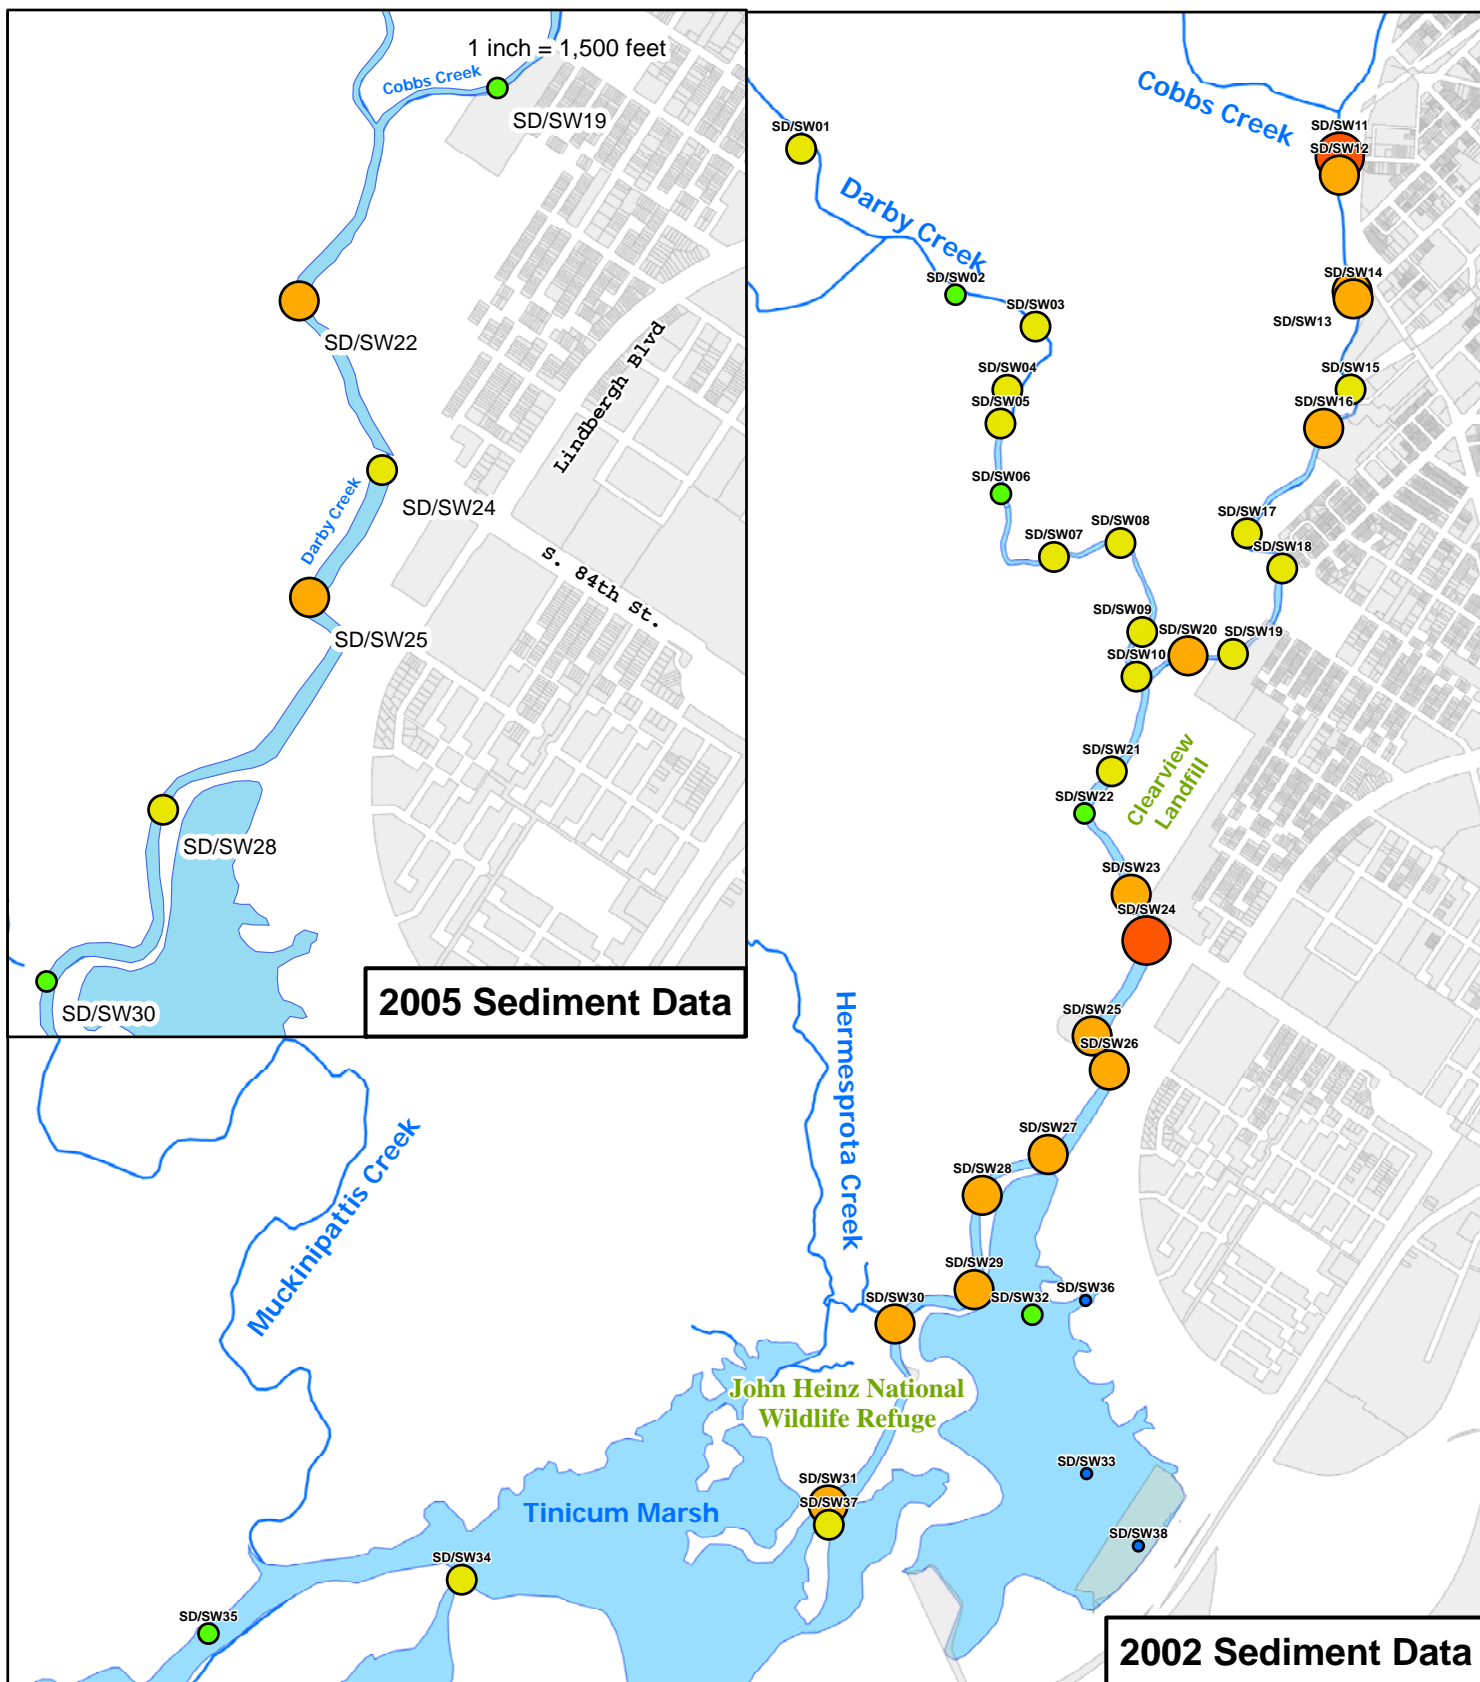 1 inch = 1,500 feet
Cobbs Creek
SD/SW19
SD/SW22
Lindbergh Blvd
SD/SW24
Darby Creek
S. 84th St.
SD/SW25
SD/SW28
SD/SW30
2005 Sediment Data
Cobbs Creek
SD/SW01
SD/SW11
SD/SW12
Darby Creek
SD/SW02
SD/SW14
SD/SW03
SD/SW13
SD/SW04
SD/SW15
SD/SW05
SD/SW16
SD/SW06
SD/SW17
SD/SW08
SD/SW07
SD/SW18
SD/SW09
SD/SW20
SD/SW19
SD/SW10
SD/SW21
Clearview
Landfill
SD/SW22
SD/SW23
SD/SW24
SD/SW25
SD/SW26
Hermesprota Creek
SD/SW27
SD/SW28
Muckinipattis Creek
SD/SW29
SD/SW36
SD/SW30
SD/SW32
John Heinz National
Wildlife Refuge
SD/SW33
SD/SW31
SD/SW37
Tinicum Marsh
SD/SW38
SD/SW34
SD/SW35
2002 Sediment Data